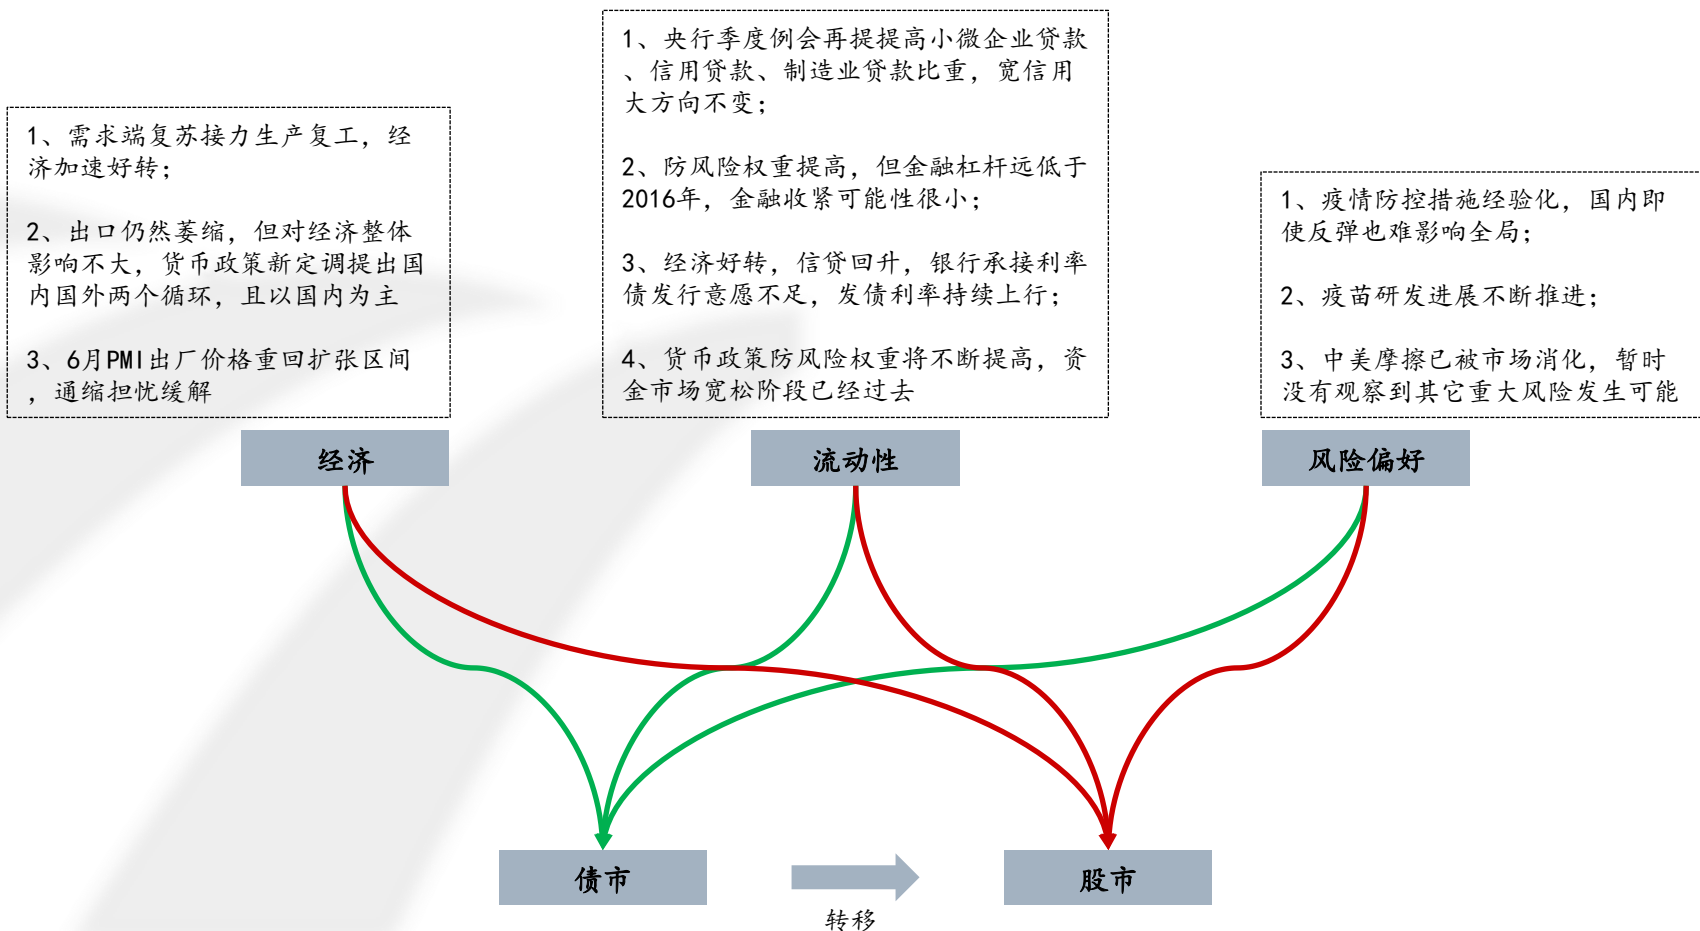 1、需求端复苏接力生产复工，经
济加速好转；
2、出口仍然萎缩，但对经济整体
影响不大，货币政策新定调提出国
内国外两个循环，且以国内为主
3、6月PMI出厂价格重回扩张区间
，通缩担忧缓解
1、央行季度例会再提提高小微企业贷款
、信用贷款、制造业贷款比重，宽信用
大方向不变；
2、防风险权重提高，但金融杠杆远低于
2016年，金融收紧可能性很小；
3、经济好转，信贷回升，银行承接利率
债发行意愿不足，发债利率持续上行；
4、货币政策防风险权重将不断提高，资
金市场宽松阶段已经过去
1、疫情防控措施经验化，国内即
使反弹也难影响全局；
2、疫苗研发进展不断推进；
3、中美摩擦已被市场消化，暂时
没有观察到其它重大风险发生可能
经济
流动性
风险偏好
债市
转移
股市